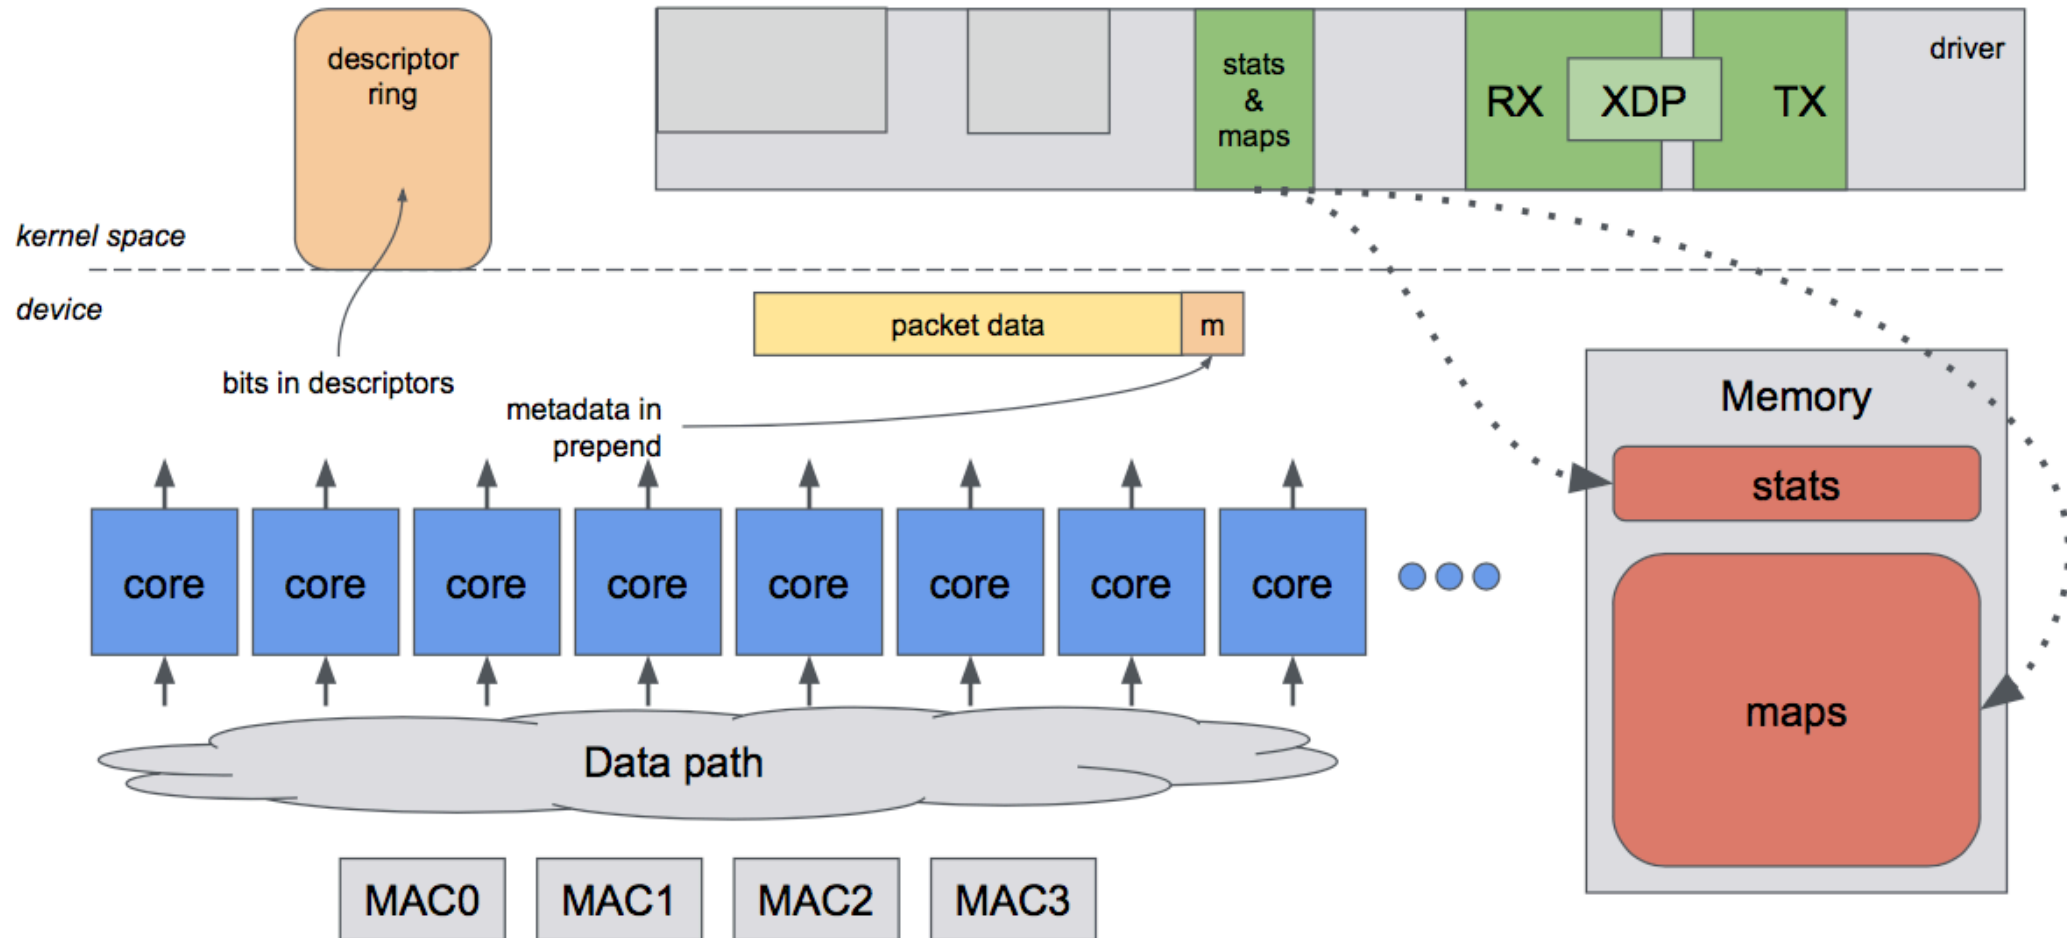 descriptor
ring
stats
&
maps
RX
XDP
TX
driver
kernel space
device
packet data
m
bits in descriptors
metadata in
prepend
Memory
stats
core
core
core
core
core
core
core
core
maps
Data path
MAC0
MAC1
MAC2
MAC3